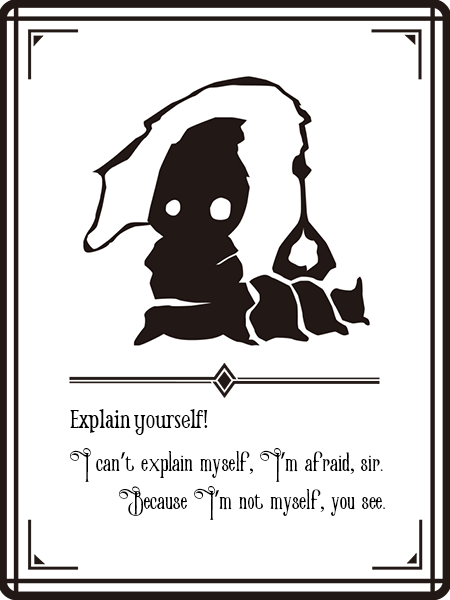 Explain yourself!
I can't explain myself, I'm afraid, sir.
Because I'm not myself, you see.